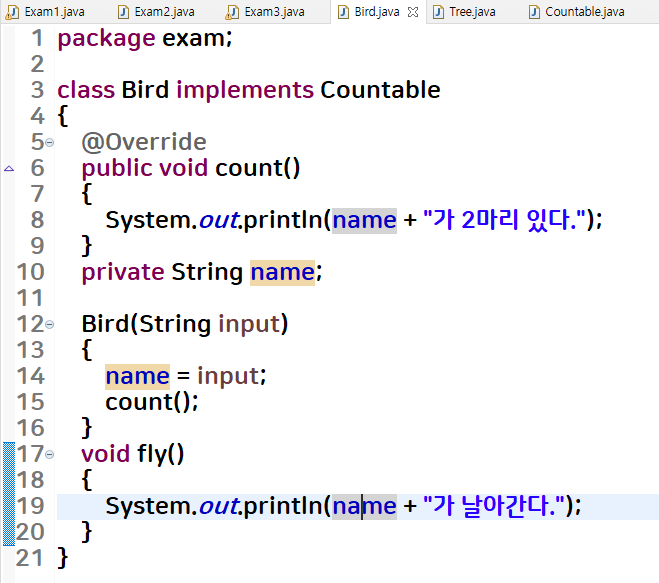 Exam1.java Exam2.java Exam3.java Bird.java Tree.java Countable.java
1 package exam;
2
3 class Bird implements Countable
4 {
5 @Override
6 public void count()
7 {
8 System.out.println(name + "가 2마리 있다.");
9 }
10 private String name;
11
12 Bird(String input)
13 {
14 name = input;
15 count();
16 }
17 void fly()
18 {
19 System.out.println(name + "가 날아간다.");
20 }
21 }